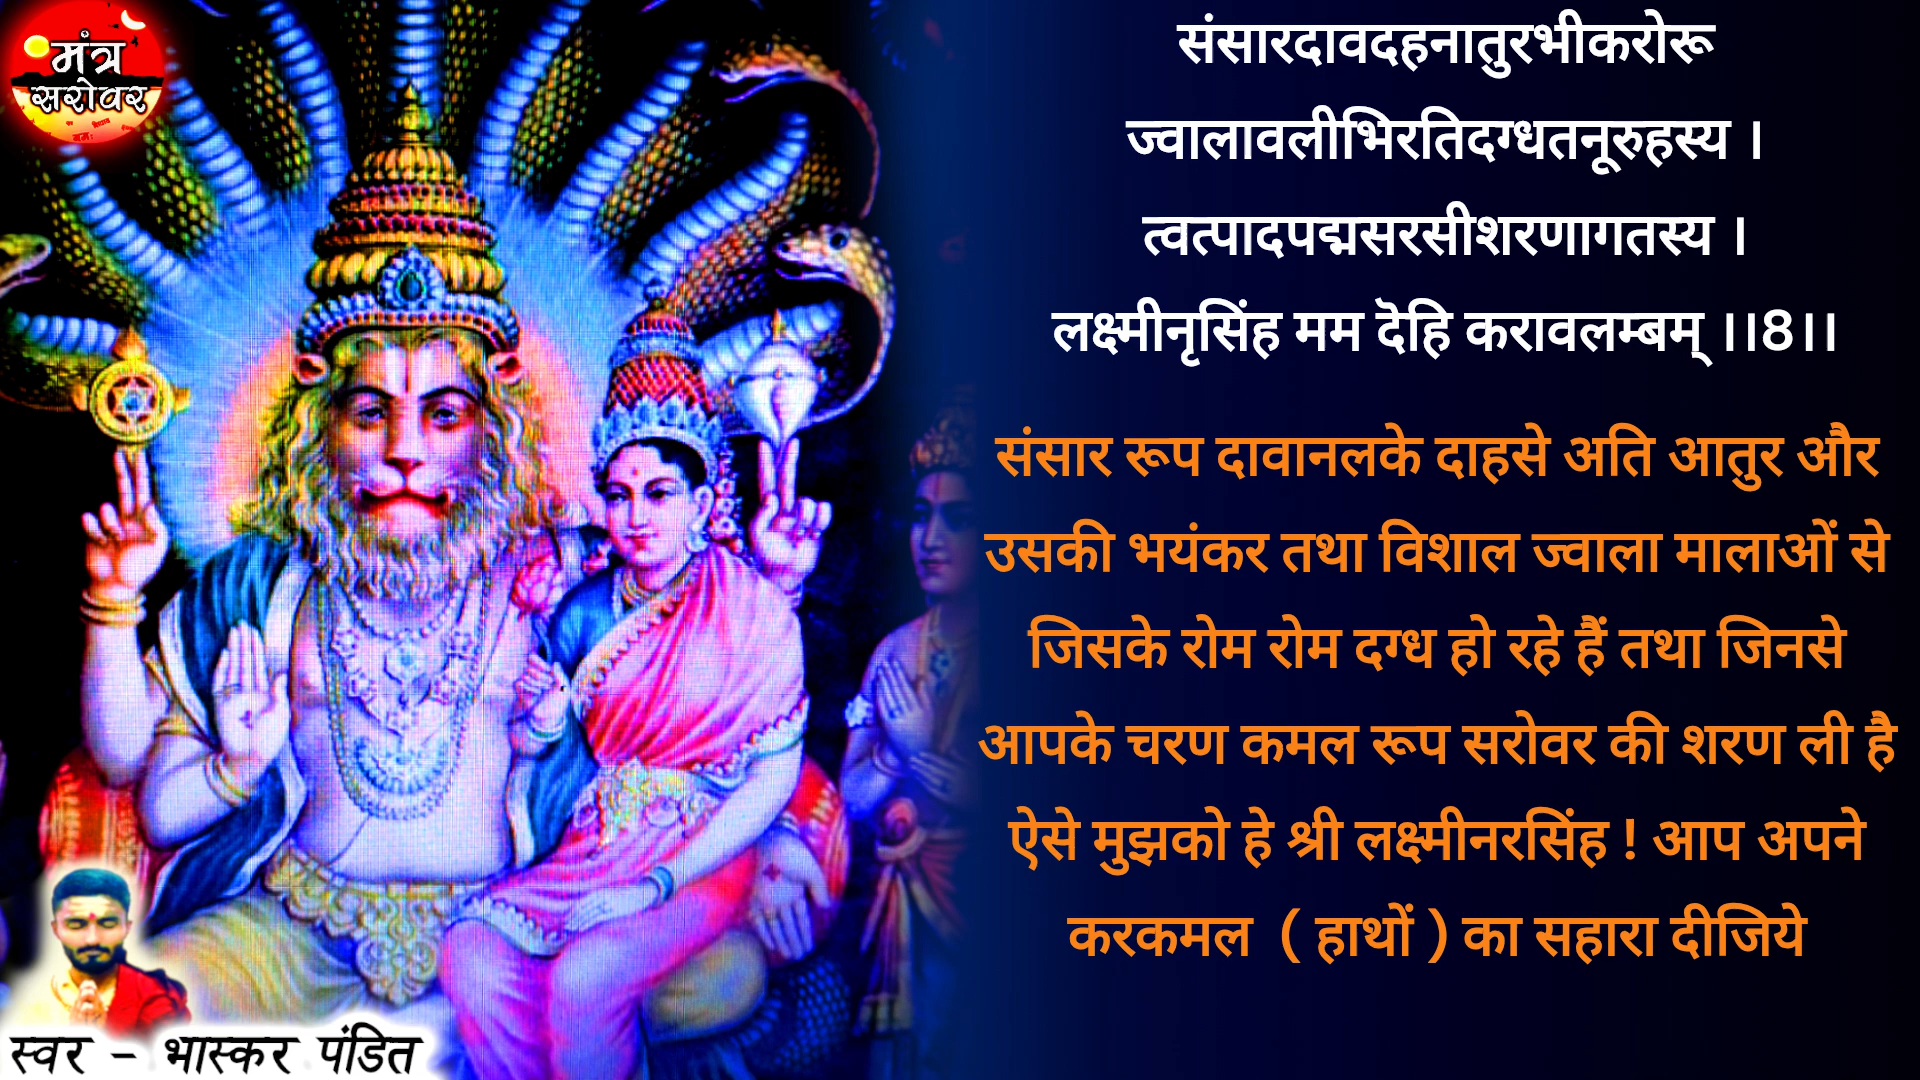 मंत्र
सरोवर
संसारदावदहनातुरभीकरोरू
ज्वालावलीभिरतिदग्धतनूरुहस्य ।
त्वत्पादपद्मसरसीशरणागतस्य ।
लक्ष्मीनृसिंह मम देहि करावलम्बम् ।।8।।
संसार रूप दावानलके दाहसे अति आतुर और
उसकी भयंकर तथा विशाल ज्वाला मालाओं से
जिसके रोम रोम दग्ध हो रहे हैं तथा जिनसे
आपके चरण कमल रूप सरोवर की शरण ली है
ऐसे मुझको हे श्री लक्ष्मीनरसिंह ! आप अपने
करकमल ( हाथों ) का सहारा दीजिये
स्वर - भास्कर पंडित